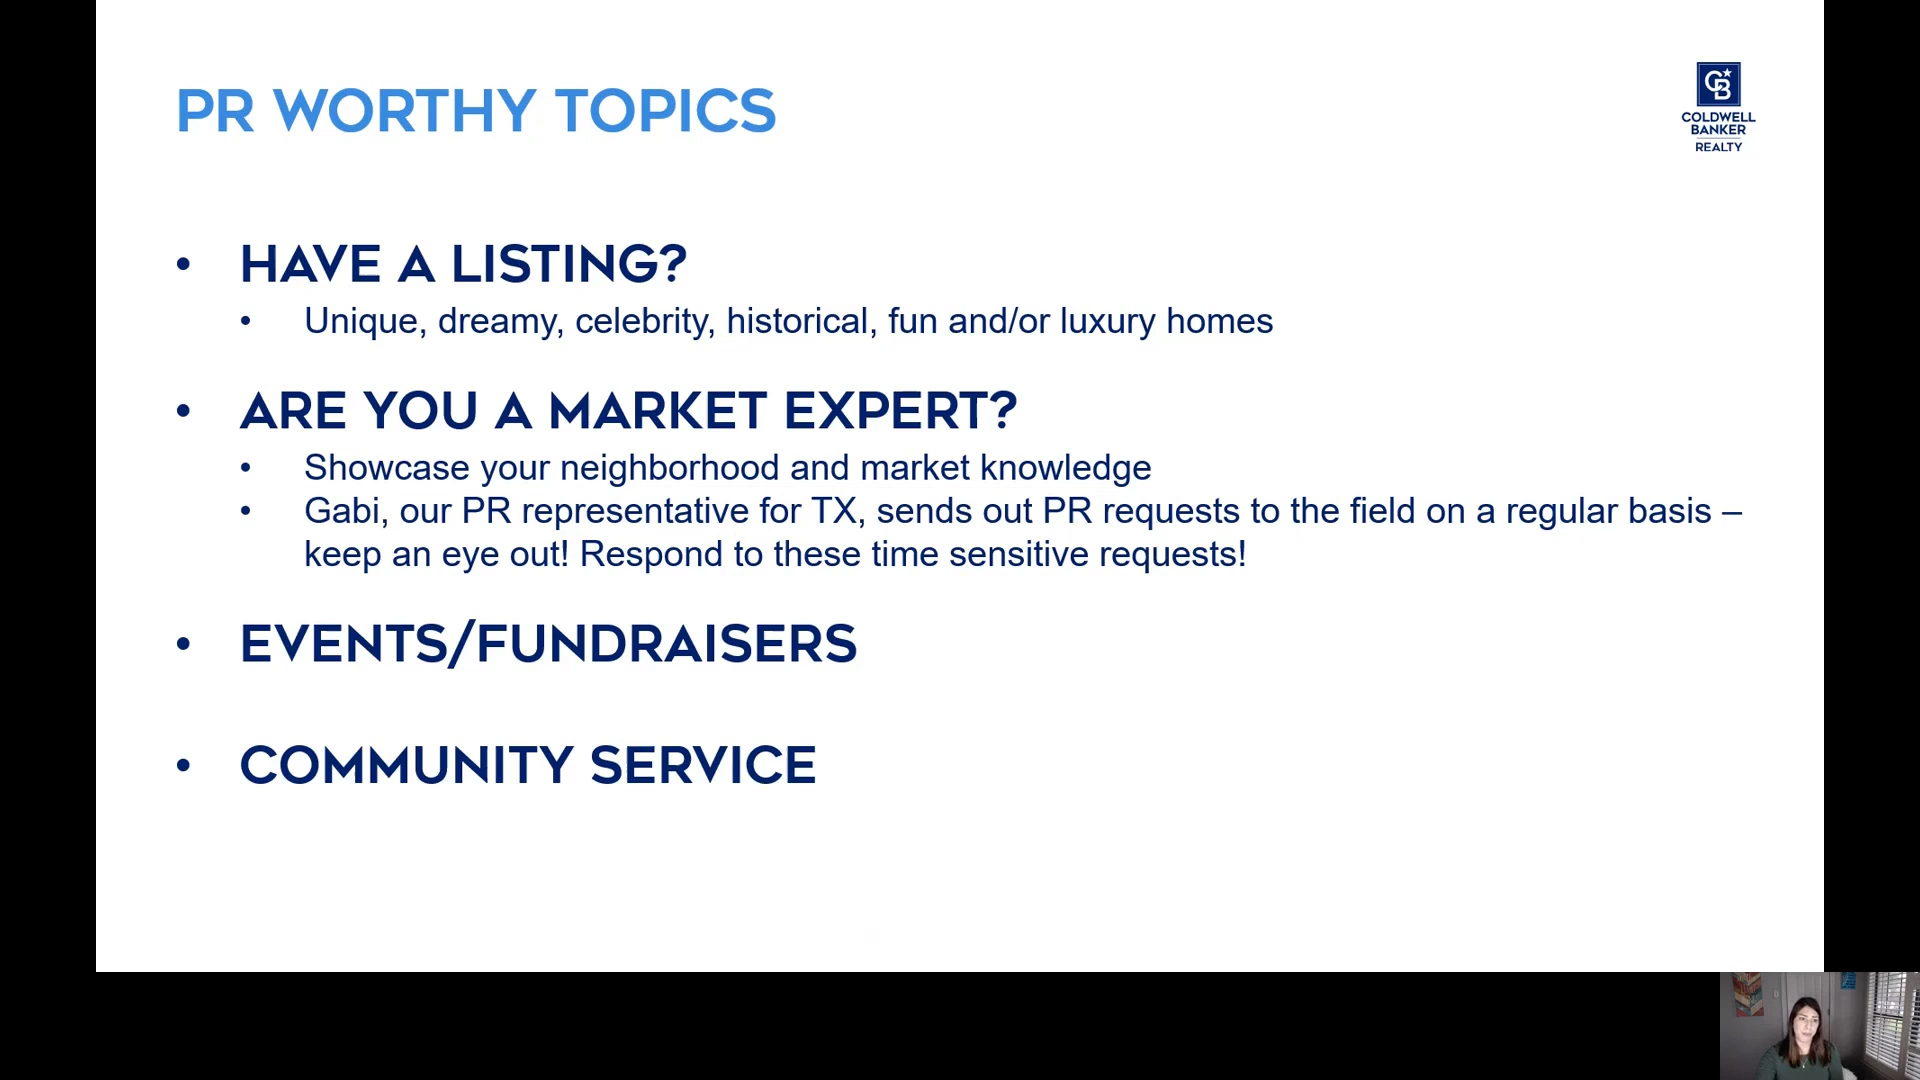 PR WORTHY TOPICS
CB
COLDWELL
BANKER
REALTY
• HAVE A LISTING?
• Unique, dreamy, celebrity, historical, fun and/or luxury homes
• ARE YOU A MARKET EXPERT?
• Showcase your neighborhood and market knowledge
• Gabi, our PR representative for TX, sends out PR requests to the field on a regular basis –
keep an eye out! Respond to these time sensitive requests!
• EVENTS/FUNDRAISERS
• COMMUNITY SERVICE